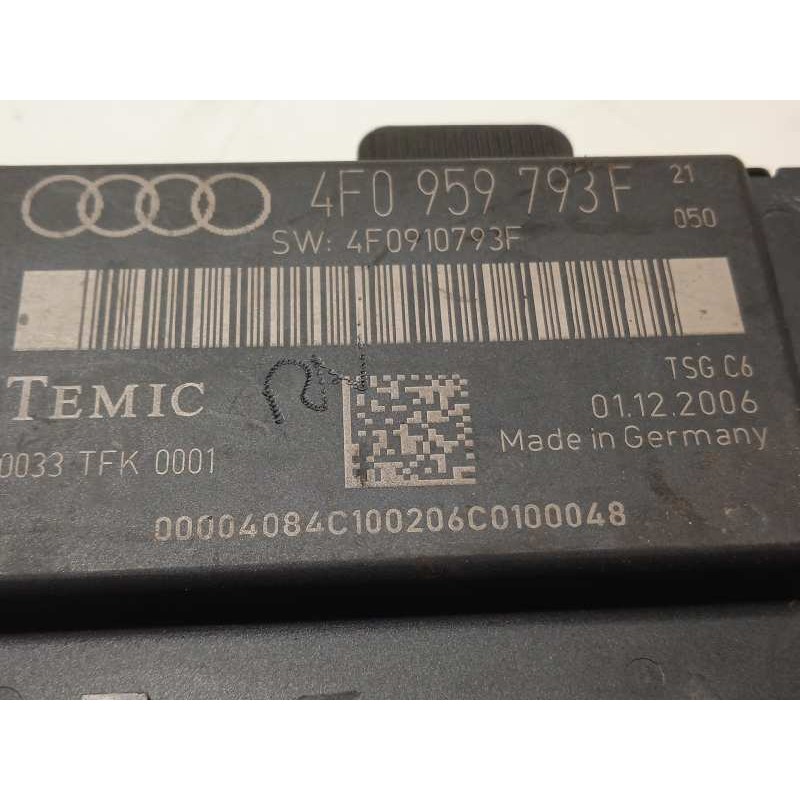 4F0 959 793F 21
050
SW: 4F0910793F
TEMIC
TSG C6
01.12.2006
Made in Germany
0033 TFK 0001
00004084C100206C0100048